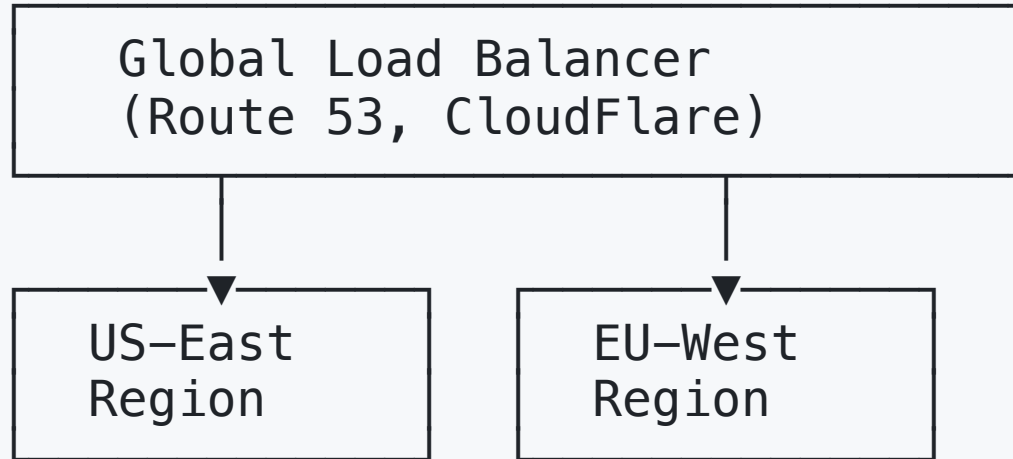 Global Load Balancer
(Route 53, CloudFlare)
US-East
Region
EU-West
Region